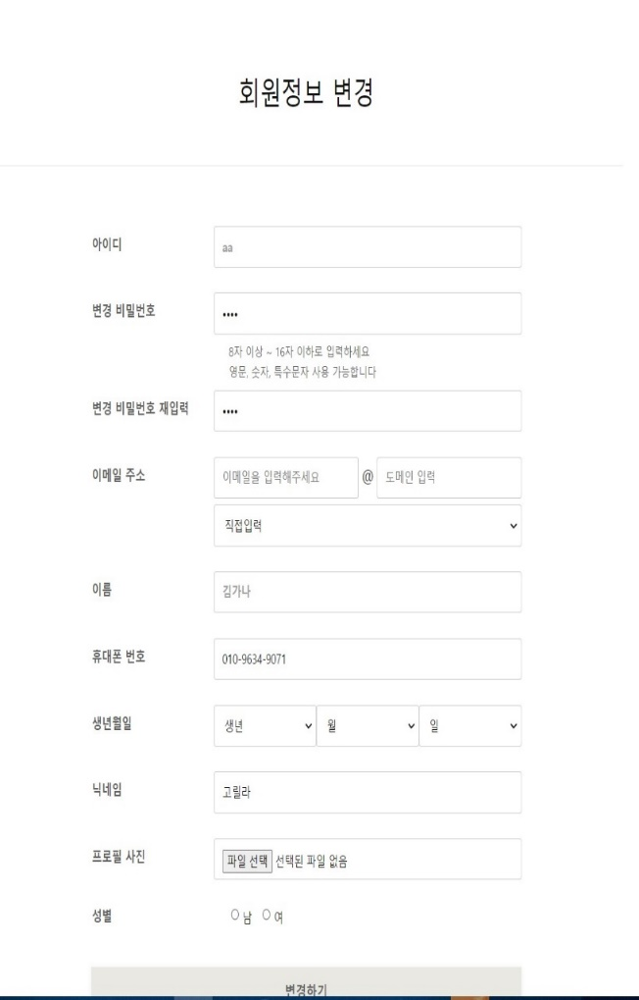 회원정보 변경
아이디
aa
변경 비밀번호
••••
8자 이상 ~ 16자 이하로 입력하세요
영문, 숫자, 특수문자 사용 가능합니다
변경 비밀번호 재입력
••••
이메일 주소
이메일을 입력해주세요 @ 도메인 입력
직접입력
이름
김가나
휴대폰 번호
010-9634-9071
생년월일
생년 월 일
닉네임
고릴라
프로필 사진
파일 선택 선택된 파일 없음
성별
남 여
변경하기